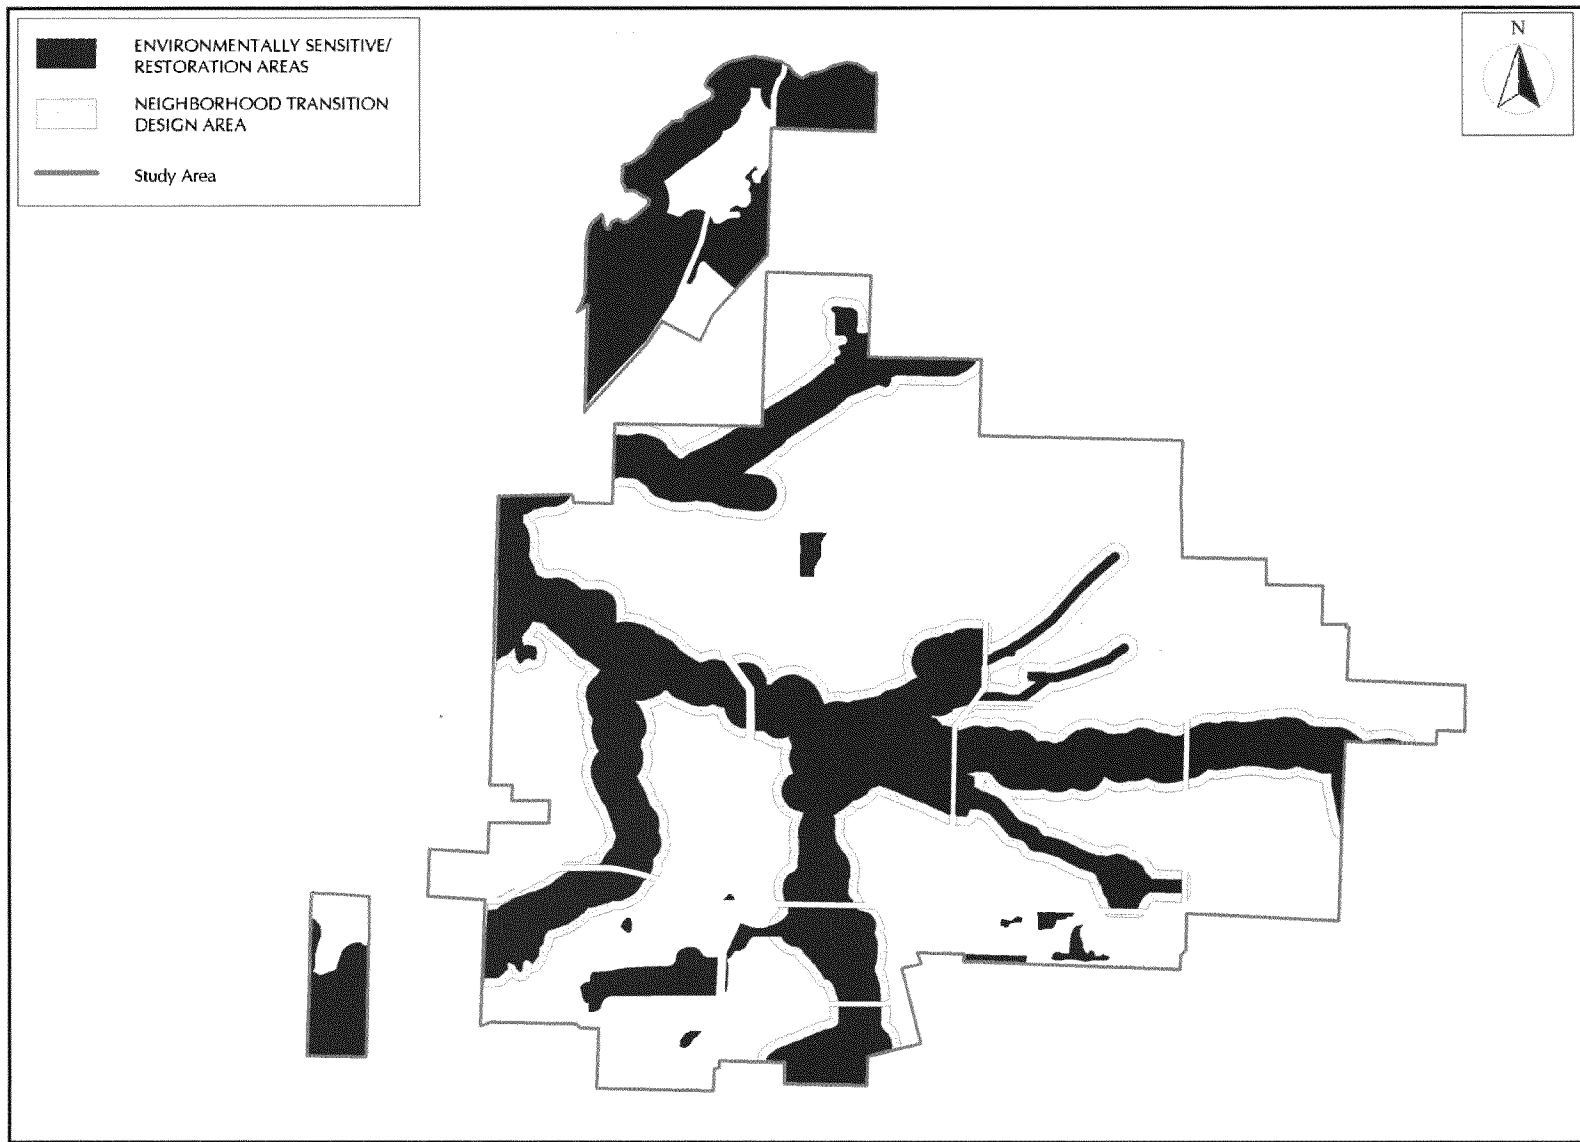 ENVIRONMENTALLY SENSITIVE/
RESTORATION AREAS
NEIGHBORHOOD TRANSITION
DESIGN AREA
Study Area
N